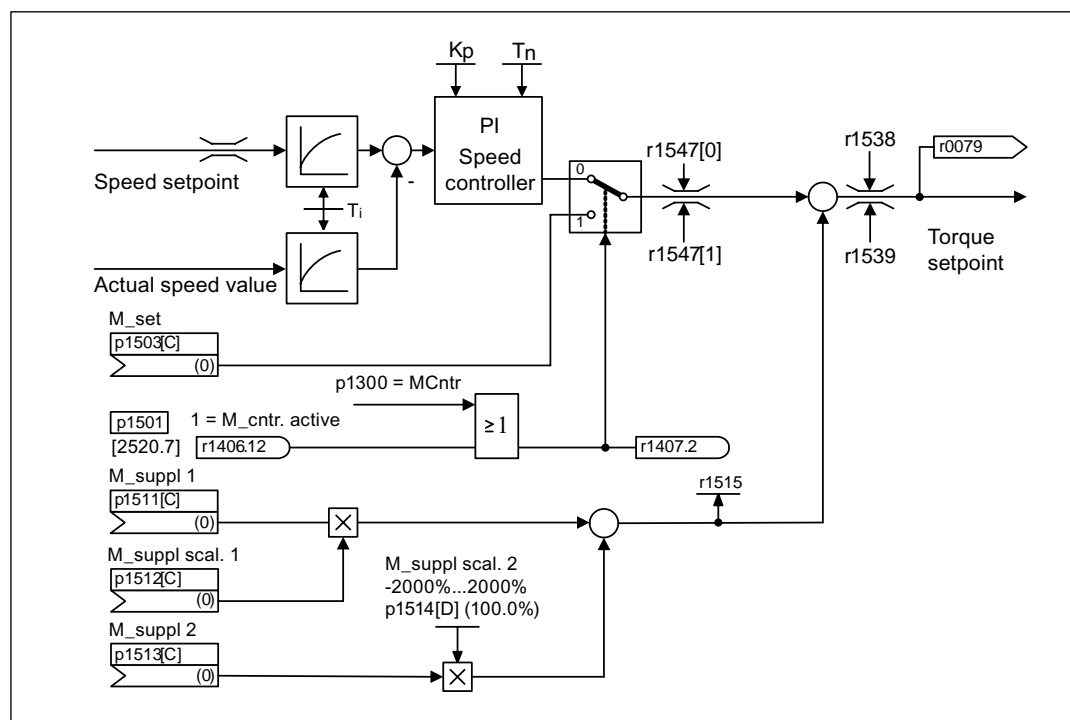 Kp Tn
PI
Speed
controller
Speed setpoint
-
Ti
Actual speed value
0
1
r1547[0]
r1547[1]
r1538
r1539
r0079
Torque
setpoint
M_set
p1503[C]
(0)
p1300 = MCntr
≥1
p1501
[2520.7]
1 = M_cntr. active
r1406.12
r1407.2
M_suppl 1
p1511[C]
(0)
r1515
M_suppl scal. 1
p1512[C]
(0)
M_suppl scal. 2
-2000%...2000%
p1514[D] (100.0%)
M_suppl 2
p1513[C]
(0)